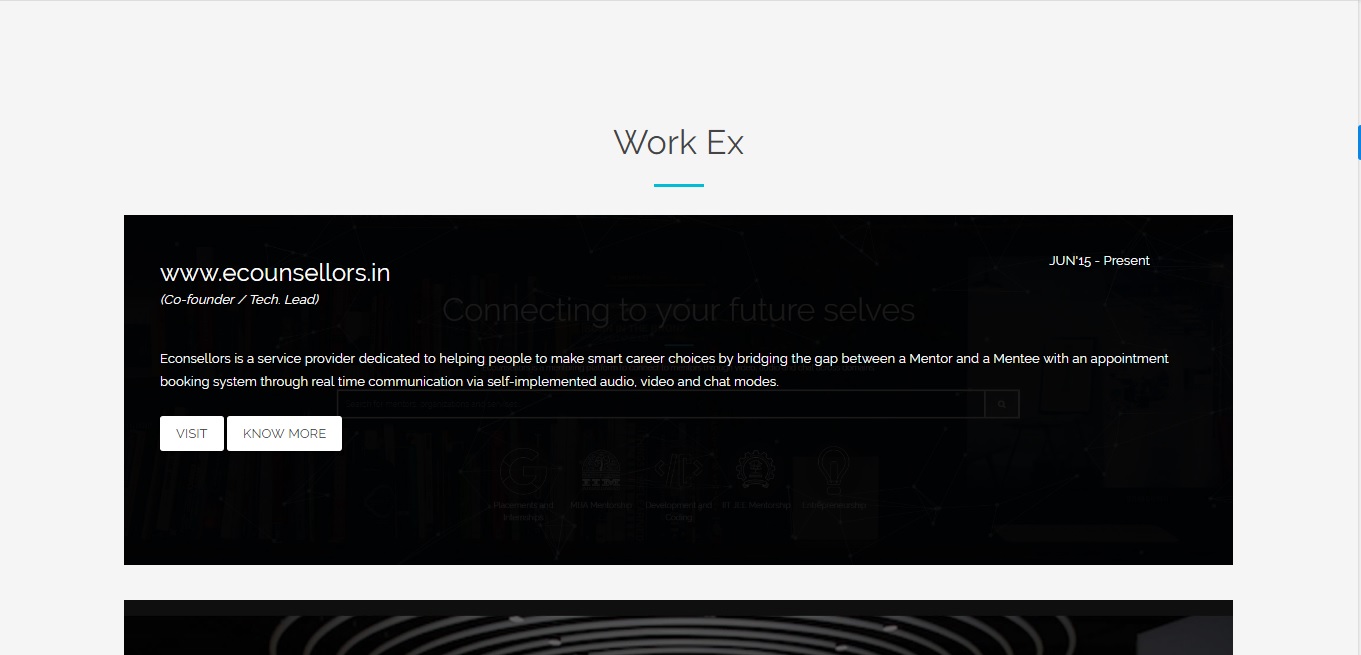 Work Ex
www.ecounsellors.in
JUN'15 - Present
(Co-founder / Tech. Lead)
Connecting to your future selves
Econsellors is a service provider dedicated to helping people to make smart career choices by bridging the gap between a Mentor and a Mentee with an appointment
booking system through real time communication via self-implemented audio, video and chat modes.
VISIT
KNOW MORE
IIM
Placements and
Internships
MBA Mentorship
Development and
Coding
IIT JEE Mentorship
Entrepreneurship